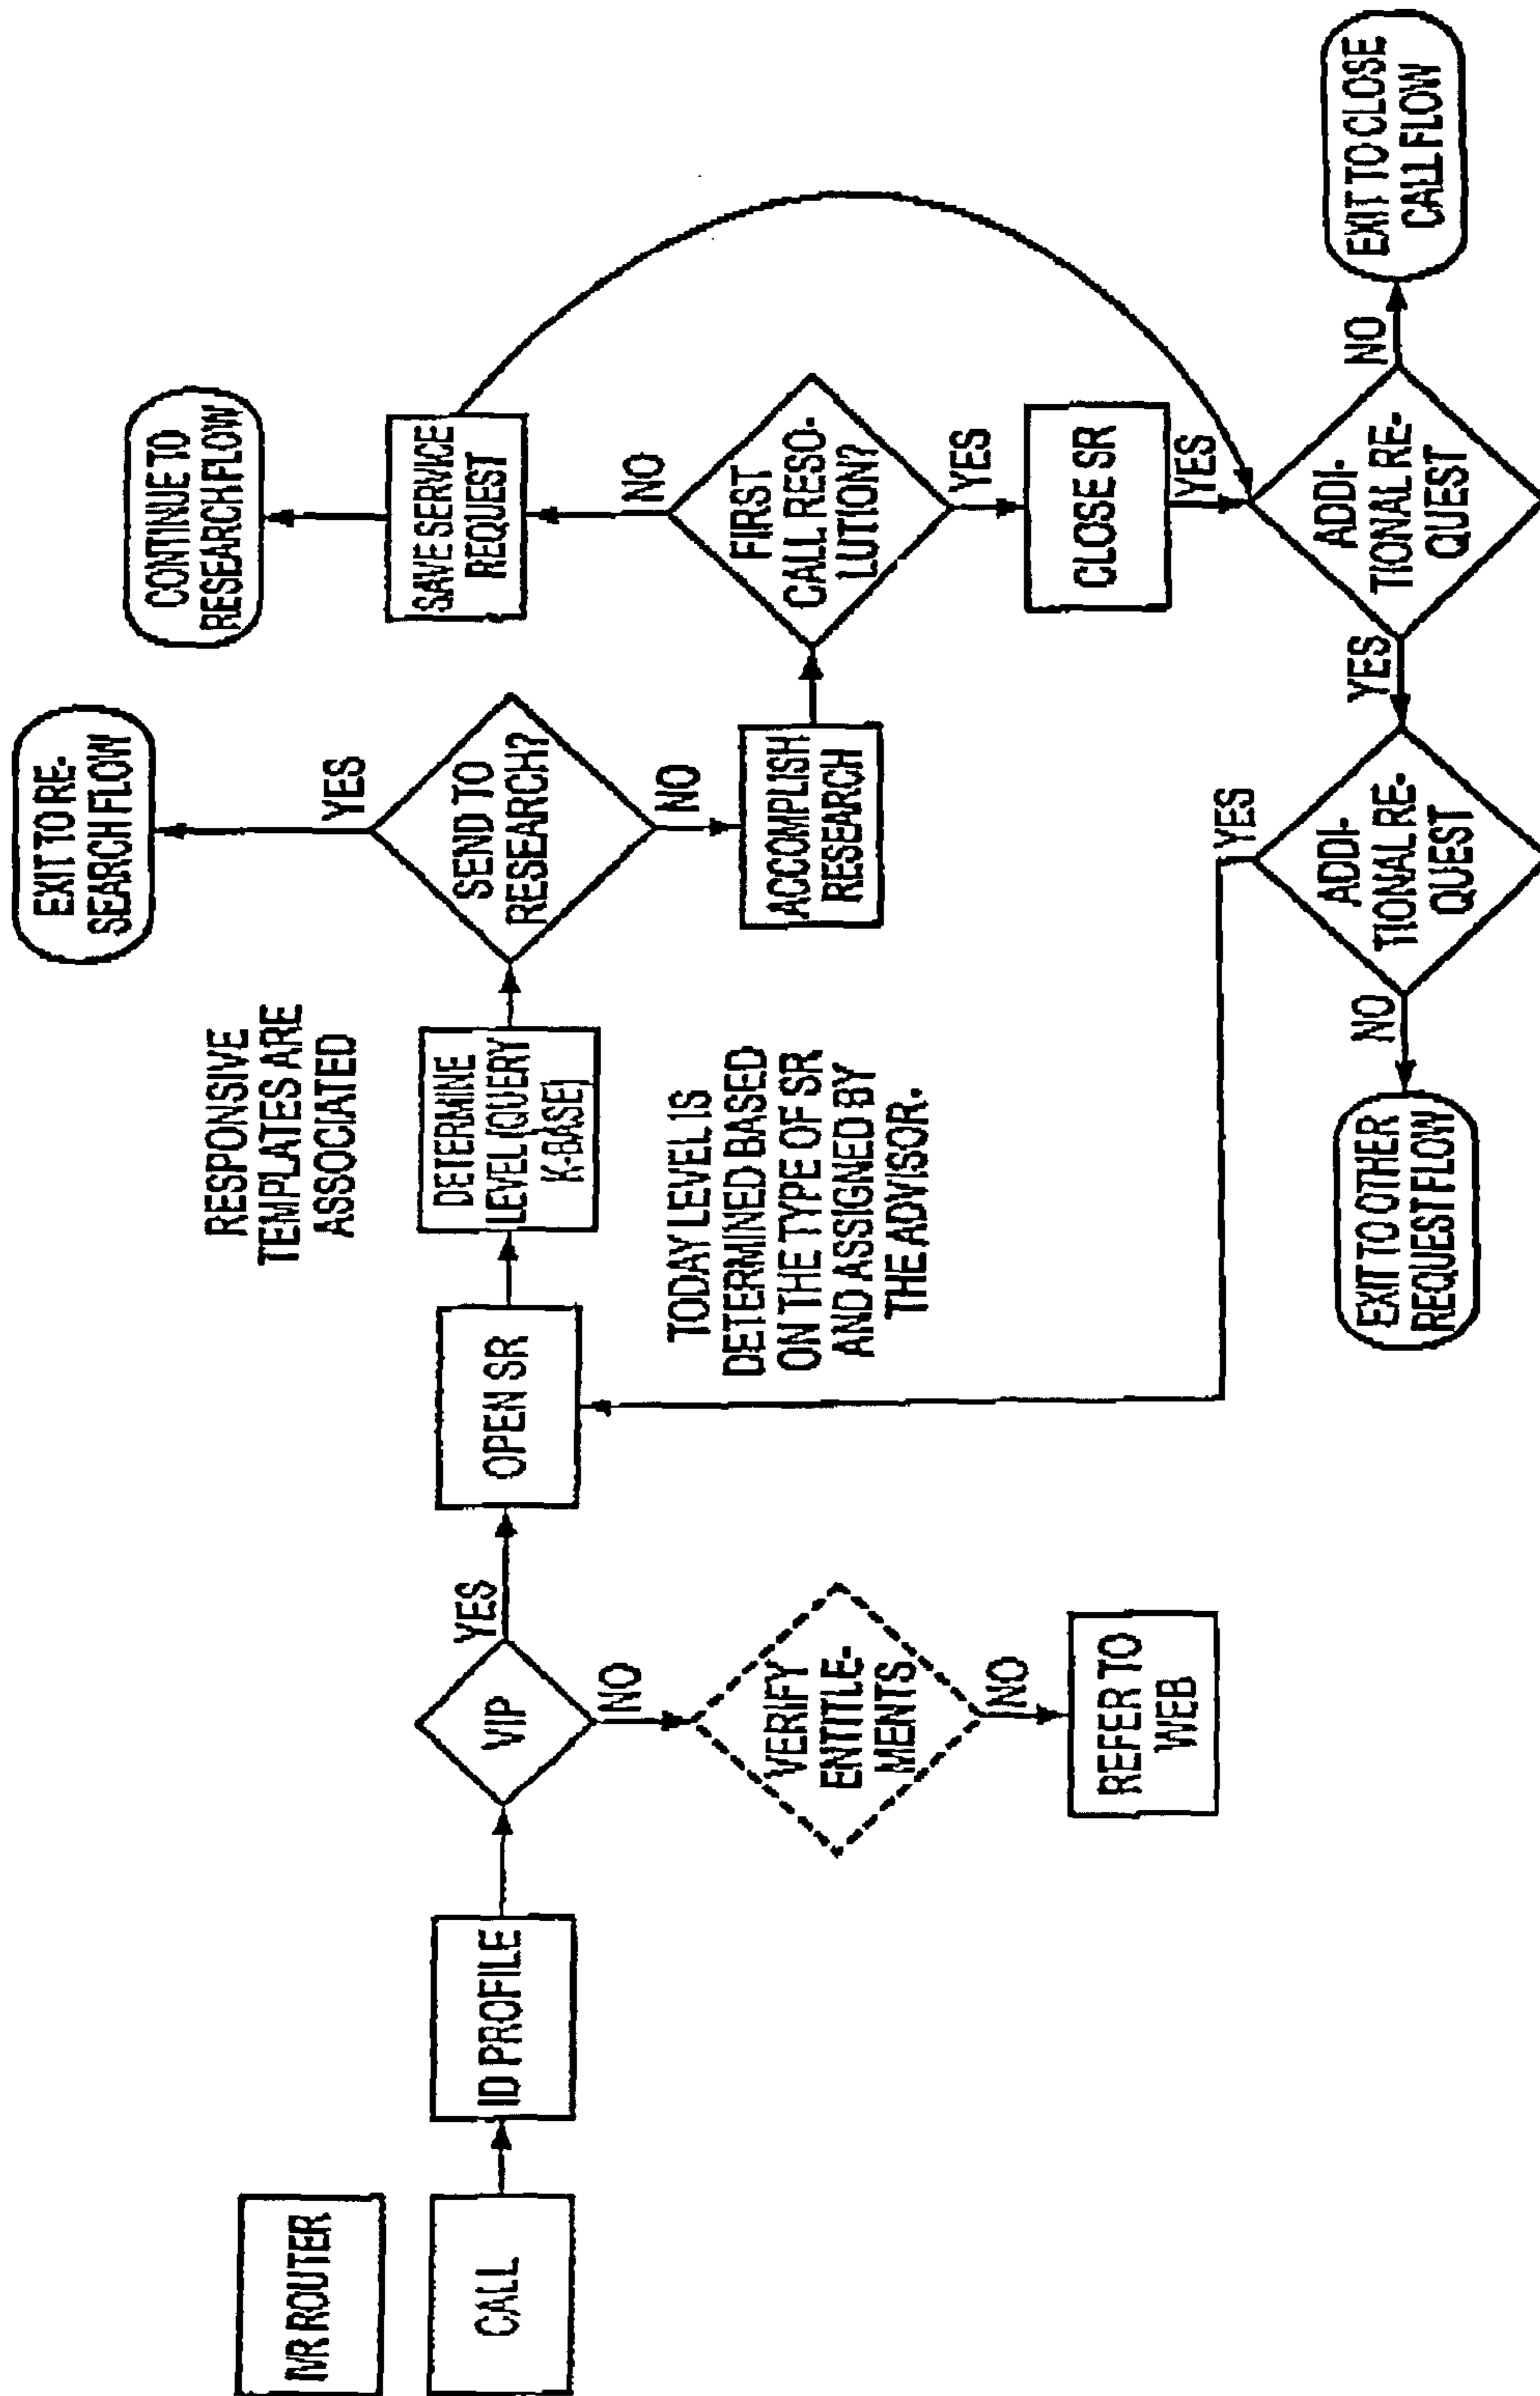 IVR ROUTER
CALL
ID PROFILE
VIP
YES
NO
VERIFY
ENTITLE-
MENTS
NO
REFER TO
WEB
OPEN SR
RESPONSIVE
TEMPLATES ARE
ASSOCIATED
DETERMINE
LEVEL (QUERY
K-BASE)
TODAY LEVEL IS
DETERMINED BASED
ON THE TYPE OF SR
AND ASSIGNED BY
THE ADVISOR.
EXIT TO RE-
SEARCH FLOW
YES
SEND TO
RESEARCH?
NO
ACCOMPLISH
RESEARCH
CONTINUE TO
RESEARCH FLOW
SAVE SERVICE
REQUEST
NO
FIRST
CALL RESO-
LUTION?
YES
CLOSE SR
YES
ADDI-
TIONAL RE-
QUEST
NO
EXIT TO CLOSE
CALL FLOW
YES
ADDI-
TIONAL RE-
QUEST
YES
NO
EXIT TO OTHER
REQUEST FLOW